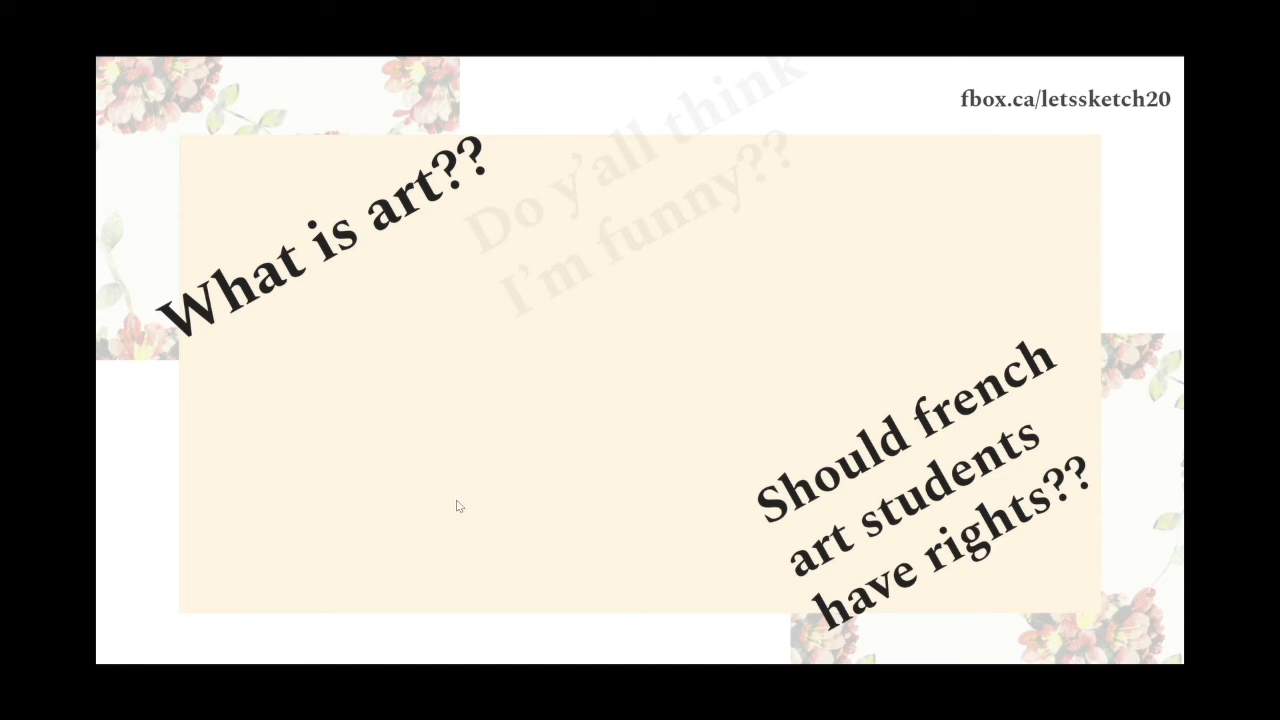 fbox.ca/letssketch20
What is art??
Do y'all think
I'm funny??
Should french
art students
have rights??